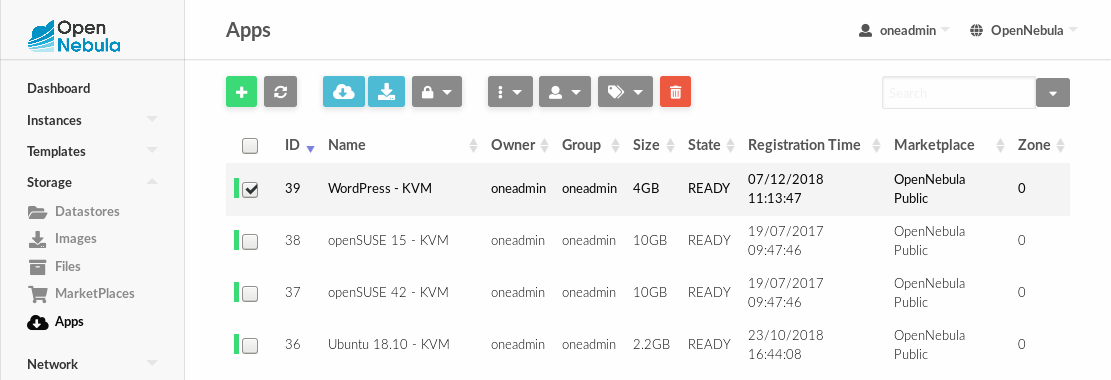 Open
Nebula
Apps
oneadmin
OpenNebula
Dashboard
Instances
Templates
Storage
Datastores
Images
Files
MarketPlaces
Apps
Network
Search
ID Name Owner Group Size State Registration Time Marketplace Zone
39 WordPress - KVM oneadmin oneadmin 4GB READY 07/12/2018 11:13:47 OpenNebula Public 0
38 openSUSE 15 - KVM oneadmin oneadmin 10GB READY 19/07/2017 09:47:46 OpenNebula Public 0
37 openSUSE 42 - KVM oneadmin oneadmin 10GB READY 19/07/2017 09:47:46 OpenNebula Public 0
36 Ubuntu 18.10 - KVM oneadmin oneadmin 2.2GB READY 23/10/2018 16:44:08 OpenNebula Public 0